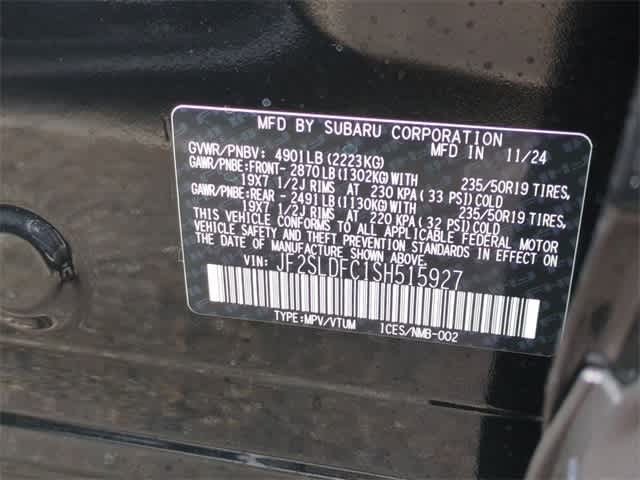 MFD BY SUBARU CORPORATION MFD IN 11/24
GVWR/PNBV: 4901LB(2223KG)
GAWR/PNBE:FRONT- 2870LB(1302KG)WITH 235/50R19 TIRES,
19X7 1/2J RIMS AT 230 KPA(33 PSI)COLD
GAWR/PNBE:REAR -2491LB(1130KG)WITH 235/50R19 TIRES,
19X7 1/2J RIMS AT 220 KPA(32 PSI)COLD
THIS VEHICLE CONFORMS TO ALL APPLICABLE FEDERAL MOTOR
VEHICLE SAFETY AND THEFT PREVENTION STANDARDS IN EFFECT ON
THE DATE OF MANUFACTURE SHOWN ABOVE.
VIN: JF2SLDFC1SH515927
TYPE:MPV/VTUM ICES/NMB-002